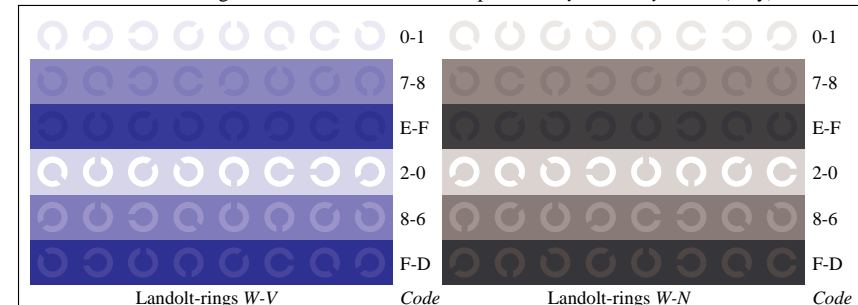 0-1 0-1
7-8 7-8
E-F E-F
2-0 2-0
8-6 8-6
F-D F-D
Landolt-rings W-V Code Landolt-rings W-N Code